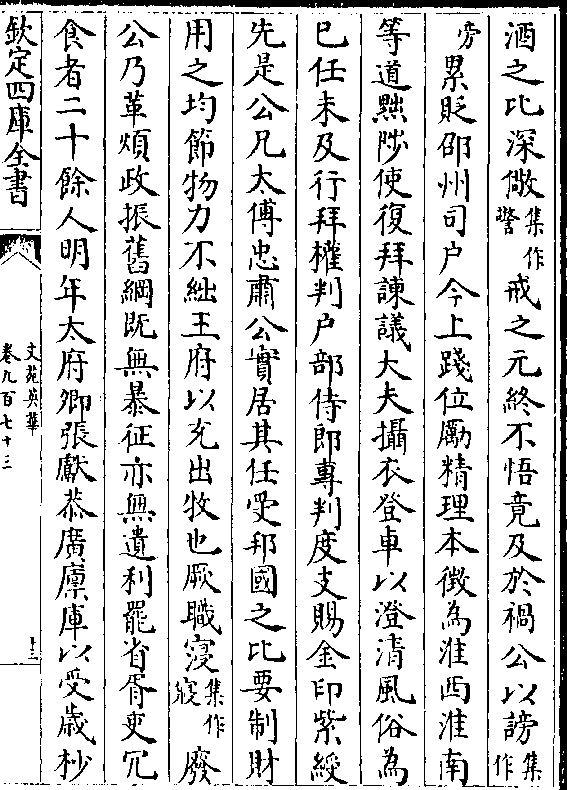 酒之比深儆集作警戒之元終不悟竟及於禍公以謗集作
旁累貶邵州司户今上踐位勵精理本徴為淮西淮南
等道黜陟使復拜諫議大夫攝衣登車以澄清風俗為
已任未及行拜權判户部侍郎專判度支賜金印紫綬
先是公兄太傅忠肅公實居其任受邦國之比要制財
用之均節物力不絀王府以充出牧也厥職寖集作寢廢
公乃革煩政振舊綱既無暴征亦無遺利罷省胥吏冗
食者二十餘人明年太府卿張獻恭廣廩庫以受歳杪
欽定四庫全書
文苑英華
卷九百七十三
十三